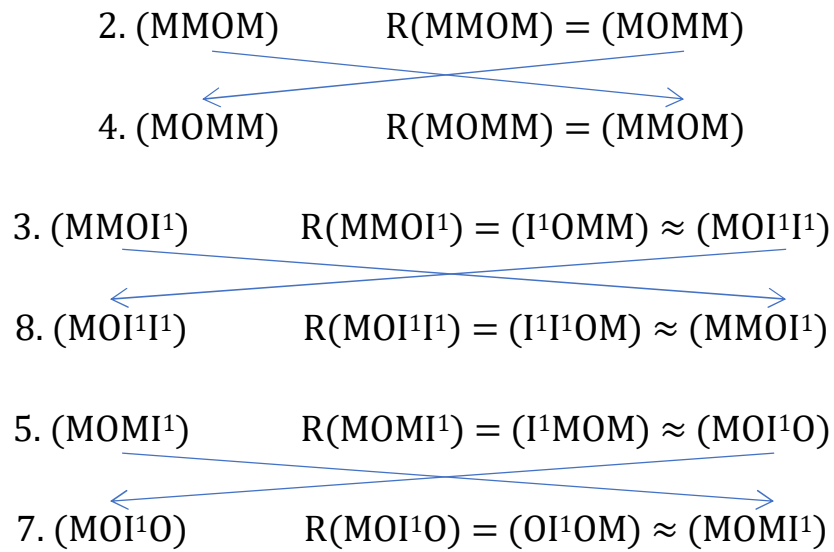 2. (MMOM) R(MMOM) = (MOMM)
4. (MOMM) R(MOMM) = (MMOM)
3. (MMOI¹) R(MMOI¹) = (I¹OMM) ≈ (MOI¹I¹)
8. (MOI¹I¹) R(MOI¹I¹) = (I¹I¹OM) ≈ (MMOI¹)
5. (MOMI¹) R(MOMI¹) = (I¹MOM) ≈ (MOI¹O)
7. (MOI¹O) R(MOI¹O) = (OI¹OM) ≈ (MOMI¹)